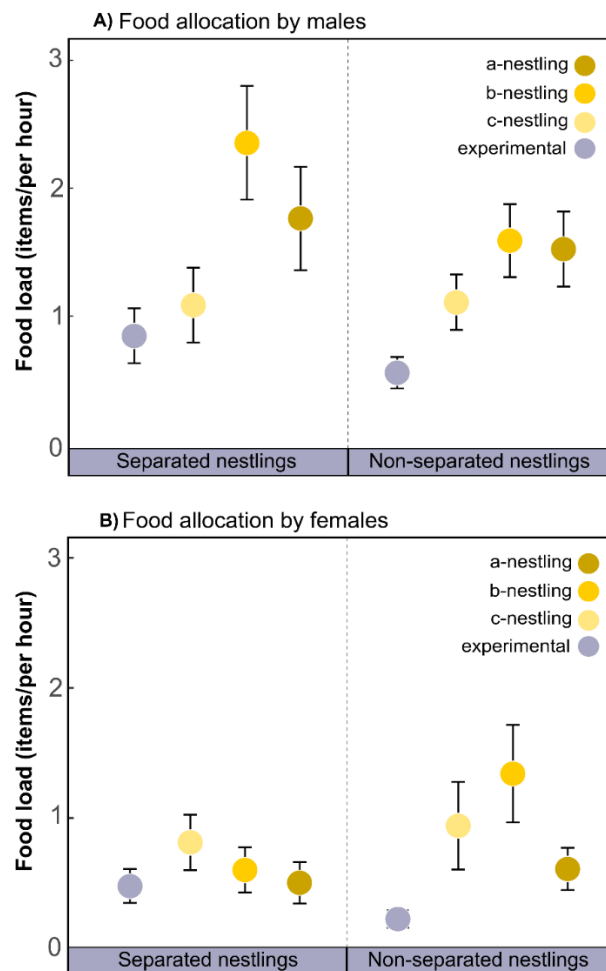 A) Food allocation by males
Food load (items/per hour)
3
2
1
0
a-nestling
b-nestling
c-nestling
experimental
Separated nestlings
Non-separated nestlings
B) Food allocation by females
Food load (items/per hour)
3
2
1
0
a-nestling
b-nestling
c-nestling
experimental
Separated nestlings
Non-separated nestlings